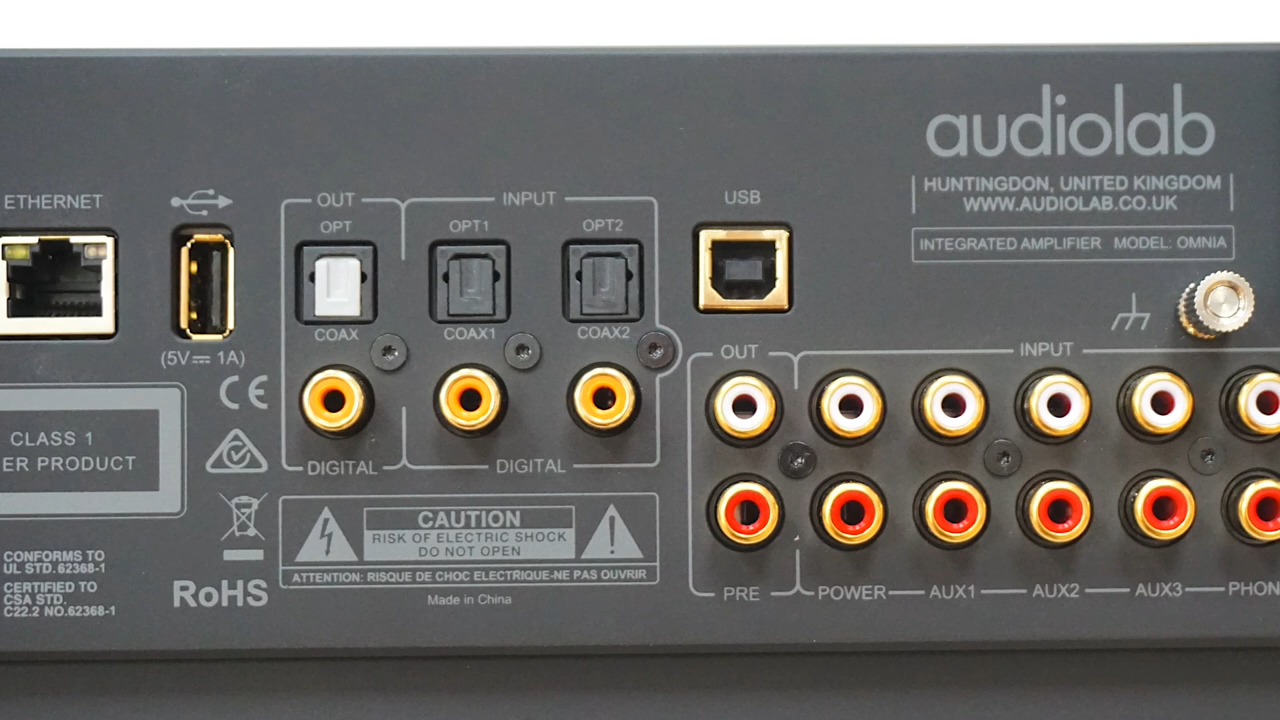 audiolab
HUNTINGDON, UNITED KINGDOM
WWW.AUDIOLAB.CO.UK
INTEGRATED AMPLIFIER MODEL: OMNIA
ETHERNET
(5V⎓ 1A)
OUT
INPUT
OPT
OPT1
OPT2
COAX
COAX1
COAX2
DIGITAL
DIGITAL
USB
OUT
INPUT
PRE
POWER
AUX1
AUX2
AUX3
PHON
CLASS 1
ER PRODUCT
CE
CONFORMS TO
UL STD.62368-1
CERTIFIED TO
CSA STD.
C22.2 NO.62368-1
RoHS
CAUTION
RISK OF ELECTRIC SHOCK
DO NOT OPEN
ATTENTION: RISQUE DE CHOC ELECTRIQUE-NE PAS OUVRIR
Made in China